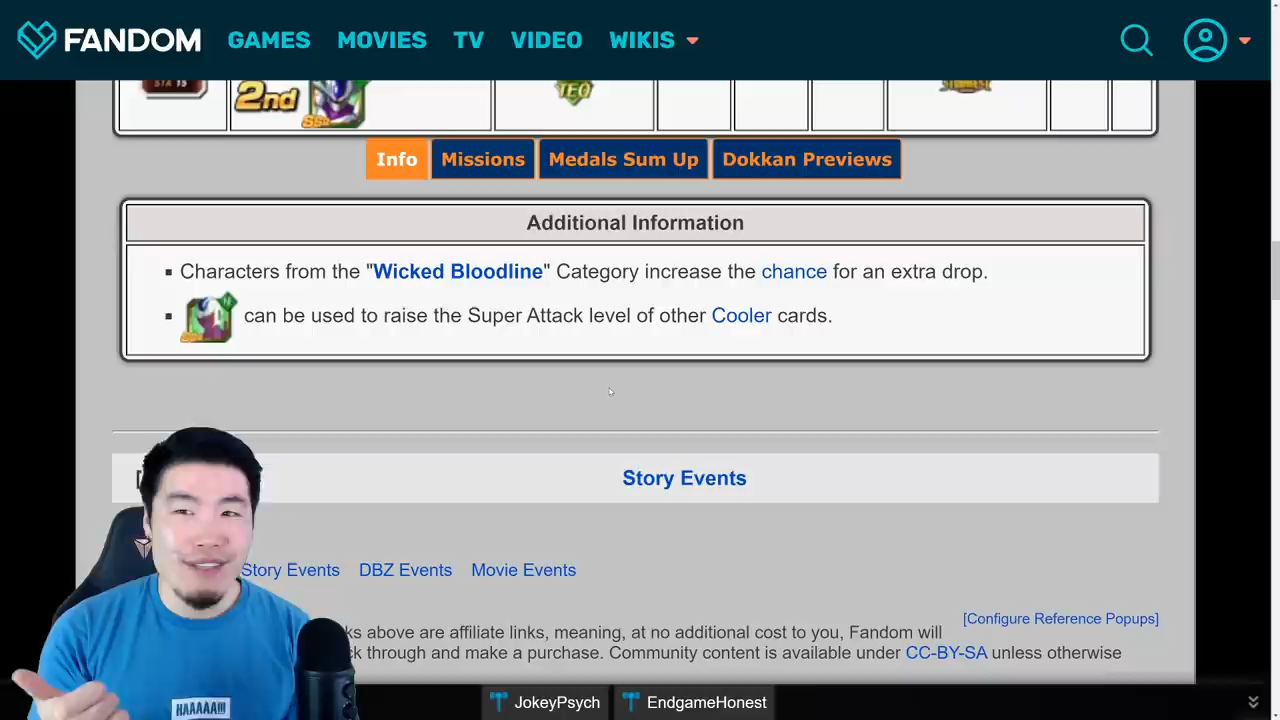 FANDOM GAMES MOVIES TV VIDEO WIKIS
2nd
TEQ
SSR
Info Missions Medals Sum Up Dokkan Previews
Additional Information
Characters from the "Wicked Bloodline" Category increase the chance for an extra drop.
can be used to raise the Super Attack level of other Cooler cards.
[
Story Events
Story Events DBZ Events Movie Events
[Configure Reference Popups]
ks above are affiliate links, meaning, at no additional cost to you, Fandom will
k through and make a purchase. Community content is available under CC-BY-SA unless otherwise
HAAAAA!!!
JokeyPsych EndgameHonest